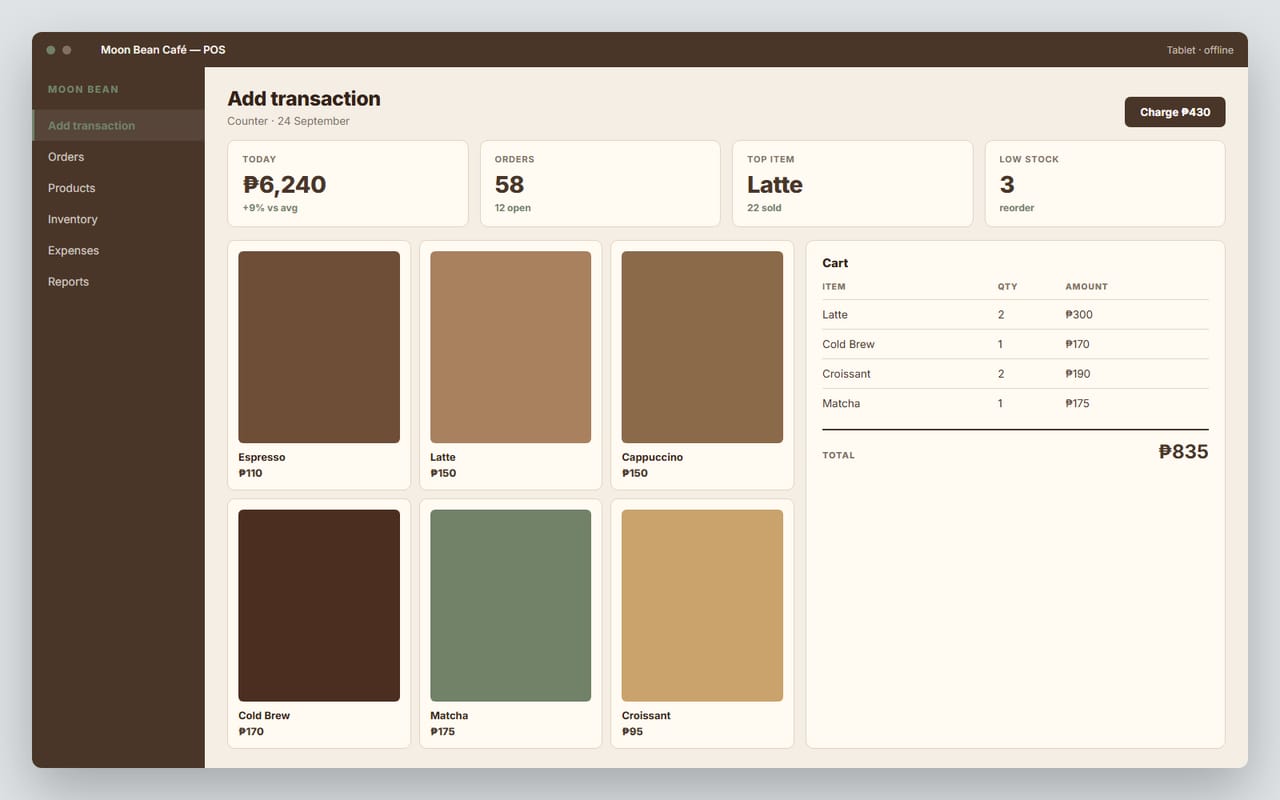 Moon Bean Café — POS
Tablet · offline
MOON BEAN
Add transaction
Orders
Products
Inventory
Expenses
Reports
Add transaction
Counter · 24 September
Charge ₱430
TODAY
₱6,240
+9% vs avg
ORDERS
58
12 open
TOP ITEM
Latte
22 sold
LOW STOCK
3
reorder
Espresso
₱110
Latte
₱150
Cappuccino
₱150
Cold Brew
₱170
Matcha
₱175
Croissant
₱95
Cart
ITEM QTY AMOUNT
Latte 2 ₱300
Cold Brew 1 ₱170
Croissant 2 ₱190
Matcha 1 ₱175
TOTAL ₱835